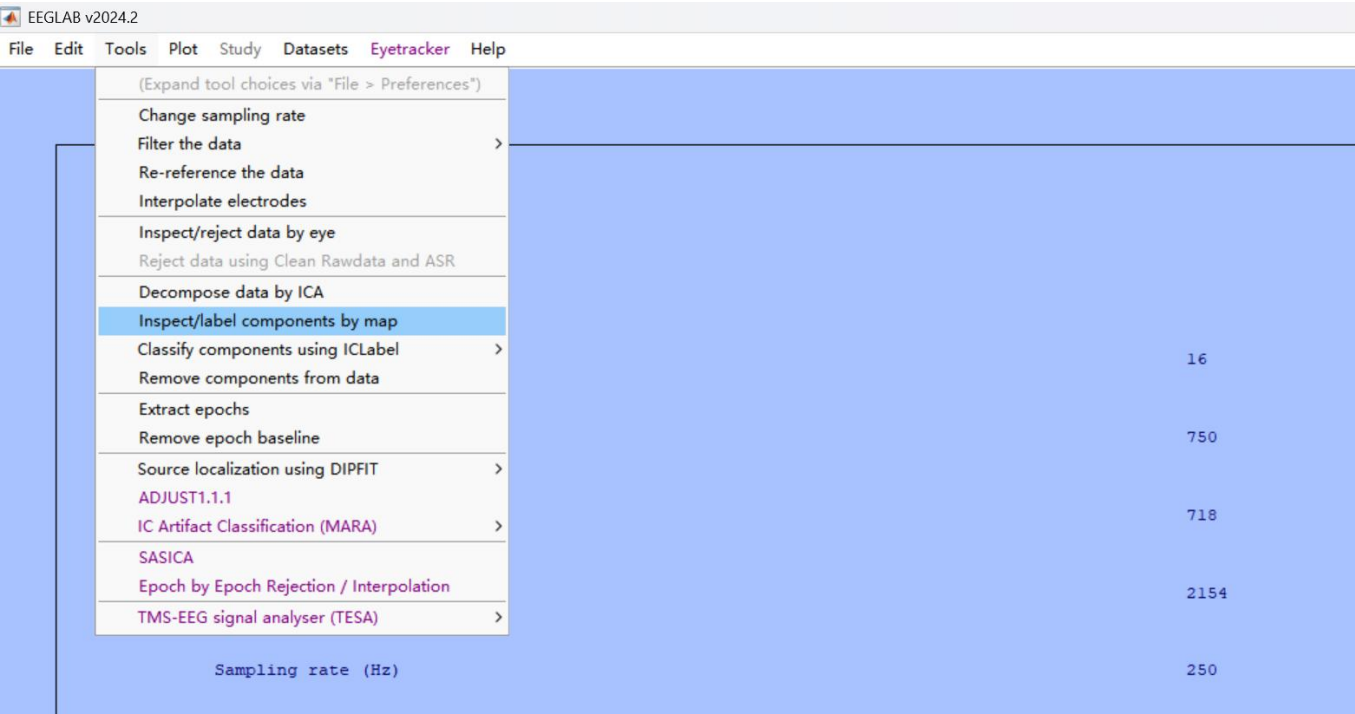 EEGLAB v2024.2
File Edit Tools Plot Study Datasets Eyetracker Help
(Expand tool choices via "File > Preferences")
Change sampling rate
Filter the data
Re-reference the data
Interpolate electrodes
Inspect/reject data by eye
Reject data using Clean Rawdata and ASR
Decompose data by ICA
Inspect/label components by map
Classify components using ICLabel
16
Remove components from data
Extract epochs
Remove epoch baseline
750
Source localization using DIPFIT
ADJUST1.1.1
IC Artifact Classification (MARA)
718
SASICA
Epoch by Epoch Rejection / Interpolation
2154
TMS-EEG signal analyser (TESA)
Sampling rate (Hz) 250